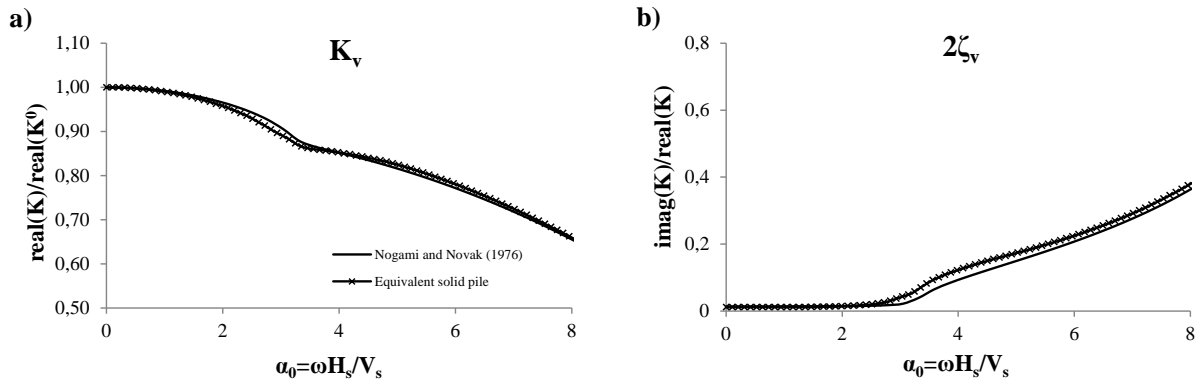 a)
K_v
real(K)/real(K⁰)
1,10
1,00
0,90
0,80
0,70
0,60
0,50
Nogami and Novak (1976)
Equivalent solid pile
0 2 4 6 8
α₀=ωH_s/V_s
b)
2ζ_v
imag(K)/real(K)
0,8
0,6
0,4
0,2
0
0 2 4 6 8
α₀=ωH_s/V_s